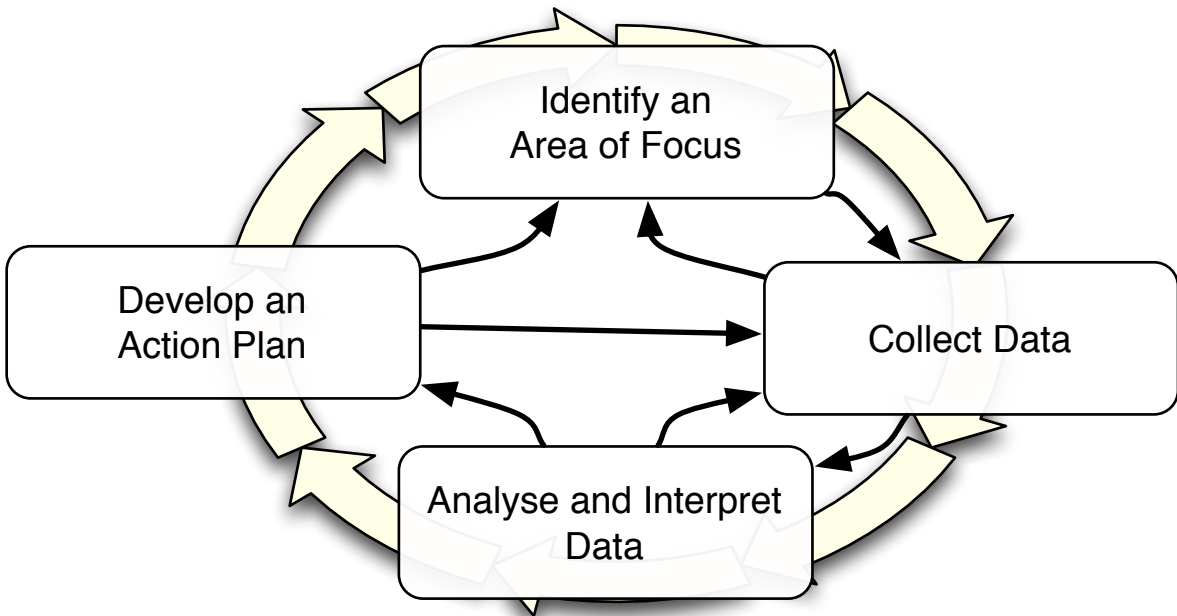 Identify an
Area of Focus
Develop an
Action Plan
Collect Data
Analyse and Interpret
Data